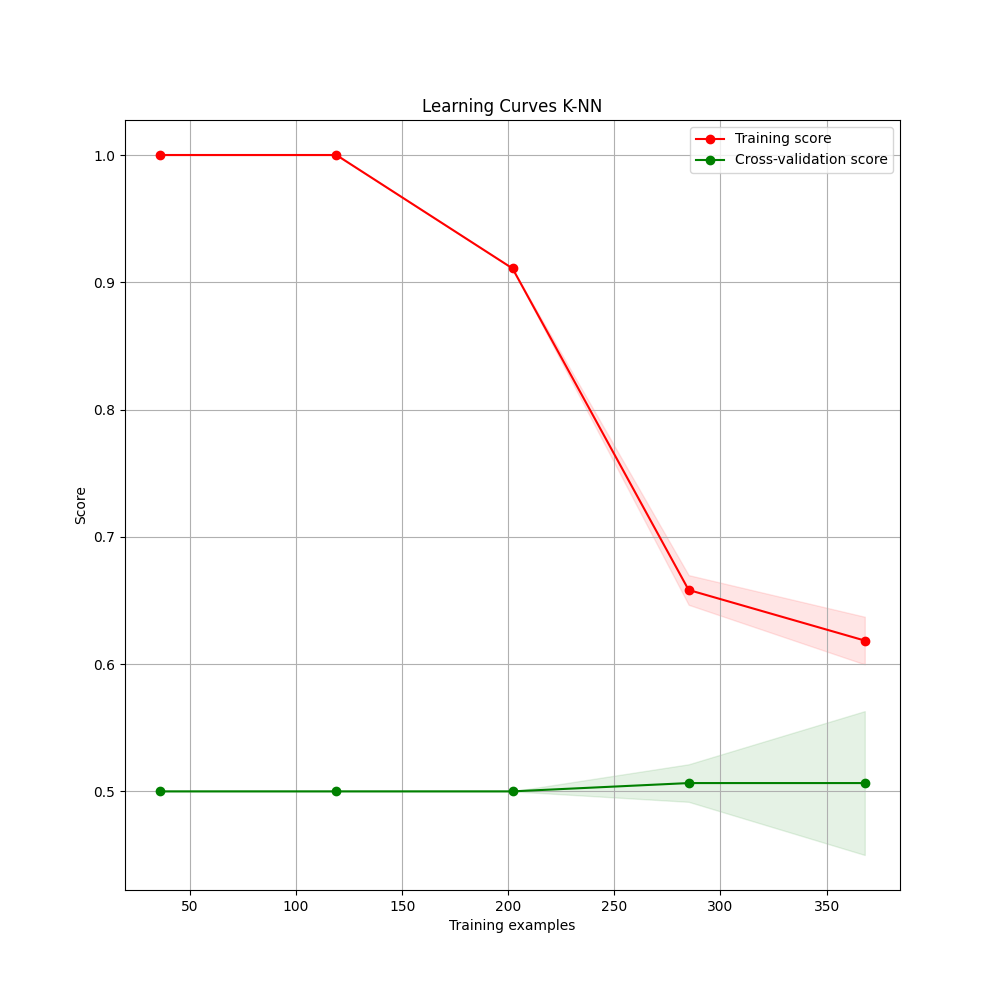 Learning Curves K-NN
Training score
Cross-validation score
1.0
0.9
0.8
0.7
0.6
0.5
Score
50 100 150 200 250 300 350
Training examples